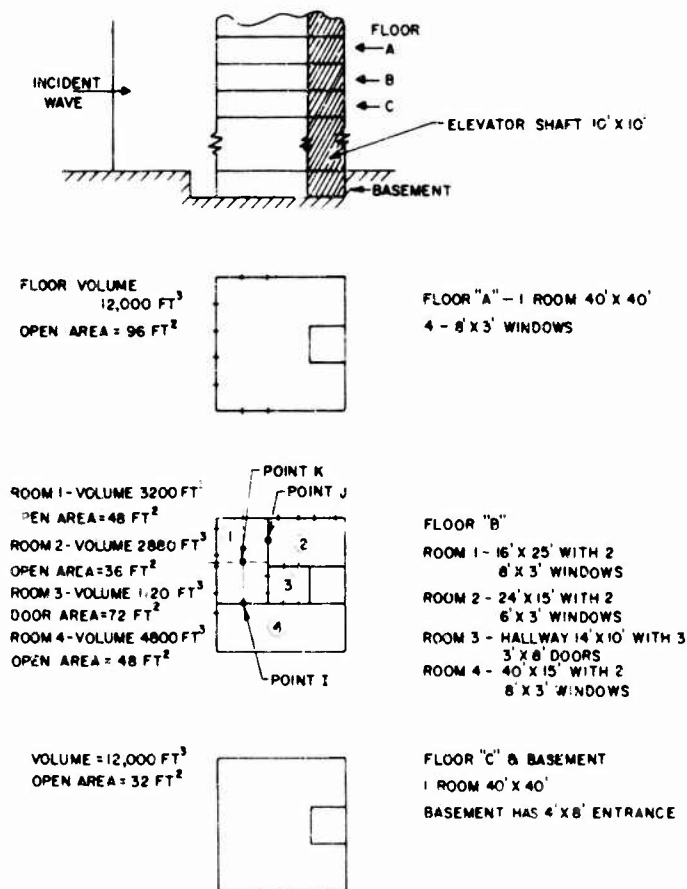 FLOOR
A
B
C
INCIDENT
WAVE
ELEVATOR SHAFT 10' X 10'
BASEMENT
FLOOR VOLUME
12,000 FT³
OPEN AREA = 96 FT²
FLOOR "A" - 1 ROOM 40' X 40'
4 - 8' X 3' WINDOWS
POINT K
POINT J
ROOM 1 - VOLUME 3200 FT
PEN AREA = 48 FT²
ROOM 2 - VOLUME 2880 FT³
OPEN AREA = 36 FT²
ROOM 3 - VOLUME 1120 FT³
DOOR AREA = 72 FT²
ROOM 4 - VOLUME 4800 FT³
OPEN AREA = 48 FT²
1
2
3
4
POINT I
FLOOR "B"
ROOM 1 - 16' X 25' WITH 2
8' X 3' WINDOWS
ROOM 2 - 24' X 15' WITH 2
6' X 3' WINDOWS
ROOM 3 - HALLWAY 14' X 10' WITH 3
3' X 8' DOORS
ROOM 4 - 40' X 15' WITH 2
8' X 3' WINDOWS
VOLUME = 12,000 FT³
OPEN AREA = 32 FT²
FLOOR "C" & BASEMENT
1 ROOM 40' X 40'
BASEMENT HAS 4' X 8' ENTRANCE